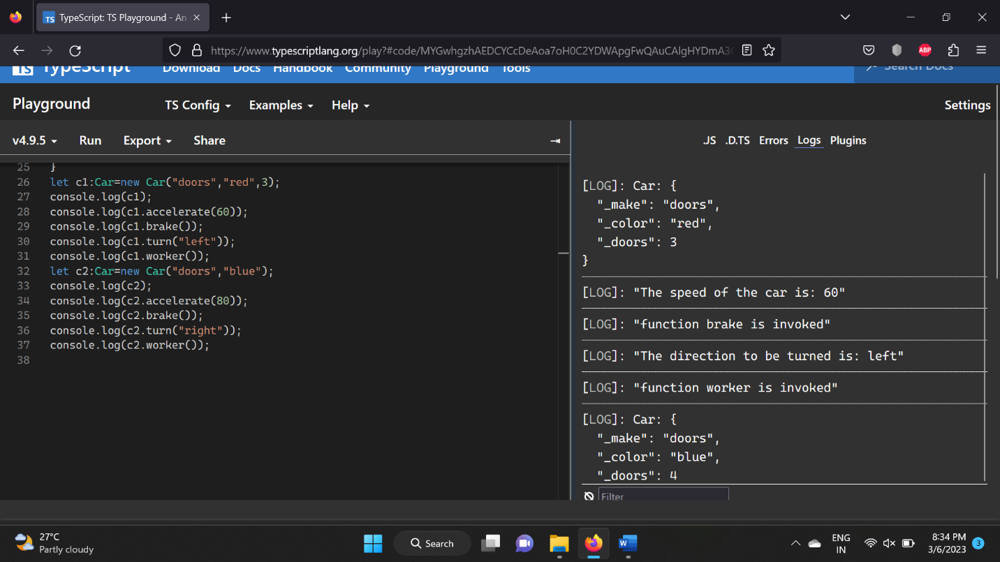 TS TypeScript: TS Playground - An
https://www.typescriptlang.org/play?#code/MYGwhgzhAEDCYCcDeAoa7oH0C2YDWApgFwQAuCAlgHYDmA3C
ABP
TS TypeScript Download Docs Handbook Community Playground Tools Search Docs
Playground TS Config Examples Help Settings
v4.9.5 Run Export Share
.JS .D.TS Errors Logs Plugins
25 }
26 let c1:Car=new Car("doors","red",3);
27 console.log(c1);
28 console.log(c1.accelerate(60));
29 console.log(c1.brake());
30 console.log(c1.turn("left"));
31 console.log(c1.worker());
32 let c2:Car=new Car("doors","blue");
33 console.log(c2);
34 console.log(c2.accelerate(80));
35 console.log(c2.brake());
36 console.log(c2.turn("right"));
37 console.log(c2.worker());
38
[LOG]: Car: {
"_make": "doors",
"_color": "red",
"_doors": 3
}
[LOG]: "The speed of the car is: 60"
[LOG]: "function brake is invoked"
[LOG]: "The direction to be turned is: left"
[LOG]: "function worker is invoked"
[LOG]: Car: {
"_make": "doors",
"_color": "blue",
"_doors": 4
Filter
27°C
Partly cloudy
Search
W
ENG
IN
8:34 PM
3/6/2023
3